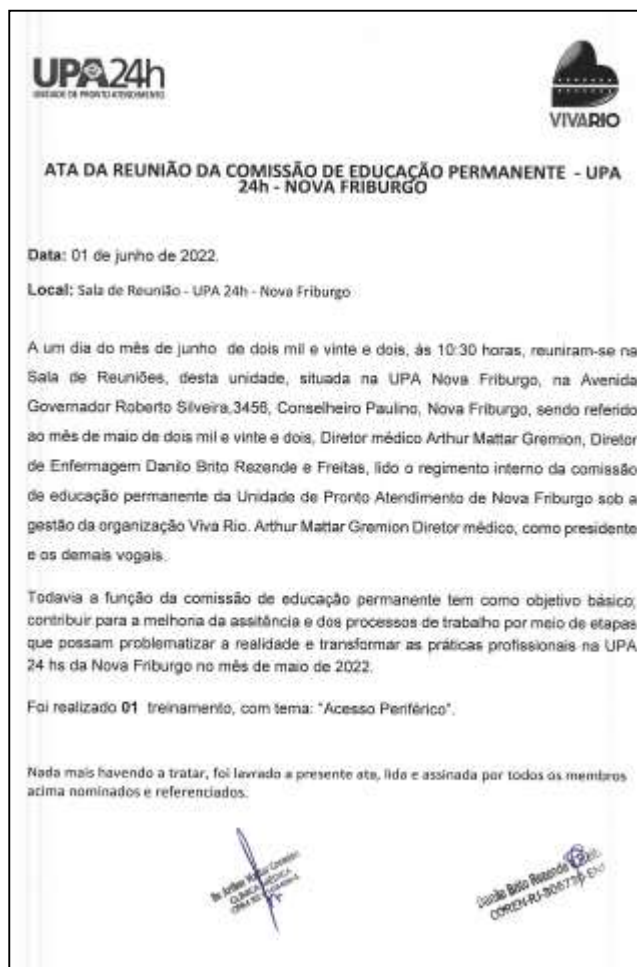 UPA24h
UNIDADE DE PRONTO ATENDIMENTO
VIVARIO
ATA DA REUNIÃO DA COMISSÃO DE EDUCAÇÃO PERMANENTE - UPA
24h - NOVA FRIBURGO
Data: 01 de junho de 2022.
Local: Sala de Reunião - UPA 24h - Nova Friburgo
A um dia do mês de junho de dois mil e vinte e dois, às 10:30 horas, reuniram-se na
Sala de Reuniões, desta unidade, situada na UPA Nova Friburgo, na Avenida
Governador Roberto Silveira,3456, Conselheiro Paulino, Nova Friburgo, sendo referido
ao mês de maio de dois mil e vinte e dois, Diretor médico Arthur Mattar Gremion, Diretor
de Enfermagem Danilo Brito Rezende e Freitas, lido o regimento interno da comissão
de educação permanente da Unidade de Pronto Atendimento de Nova Friburgo sob a
gestão da organização Viva Rio. Arthur Mattar Gremion Diretor médico, como presidente
e os demais vogais.
Todavia a função da comissão de educação permanente tem como objetivo básico,
contribuir para a melhoria da assitência e dos processos de trabalho por meio de etapas
que possam problematizar a realidade e transformar as práticas profissionais na UPA
24 hs da Nova Friburgo no mês de maio de 2022.
Foi realizado 01 treinamento, com tema: "Acesso Periférico".
Nada mais havendo a tratar, foi lavrado a presente ata, lida e assinada por todos os membros
acima nominados e referenciados.
Dr. Arthur Mattar Gremion
CLÍNICA MÉDICA
Danilo Brito Rezende